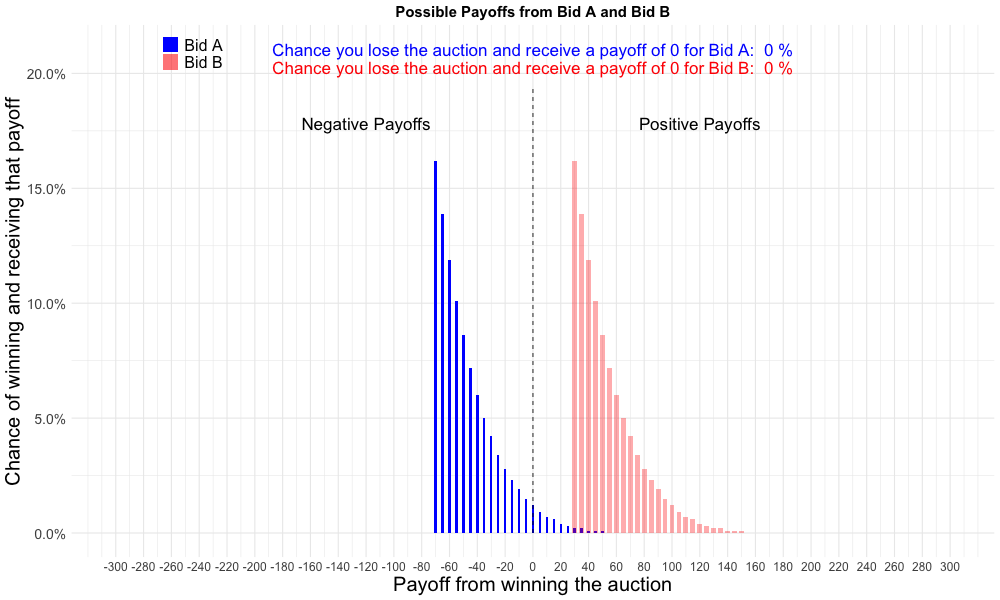 Possible Payoffs from Bid A and Bid B
Bid A
Bid B
Chance you lose the auction and receive a payoff of 0 for Bid A:  0 %
Chance you lose the auction and receive a payoff of 0 for Bid B:  0 %
Negative Payoffs
Positive Payoffs
Chance of winning and receiving that payoff
20.0%
15.0%
10.0%
5.0%
0.0%
-300 -280 -260 -240 -220 -200 -180 -160 -140 -120 -100 -80 -60 -40 -20 0 20 40 60 80 100 120 140 160 180 200 220 240 260 280 300
Payoff from winning the auction